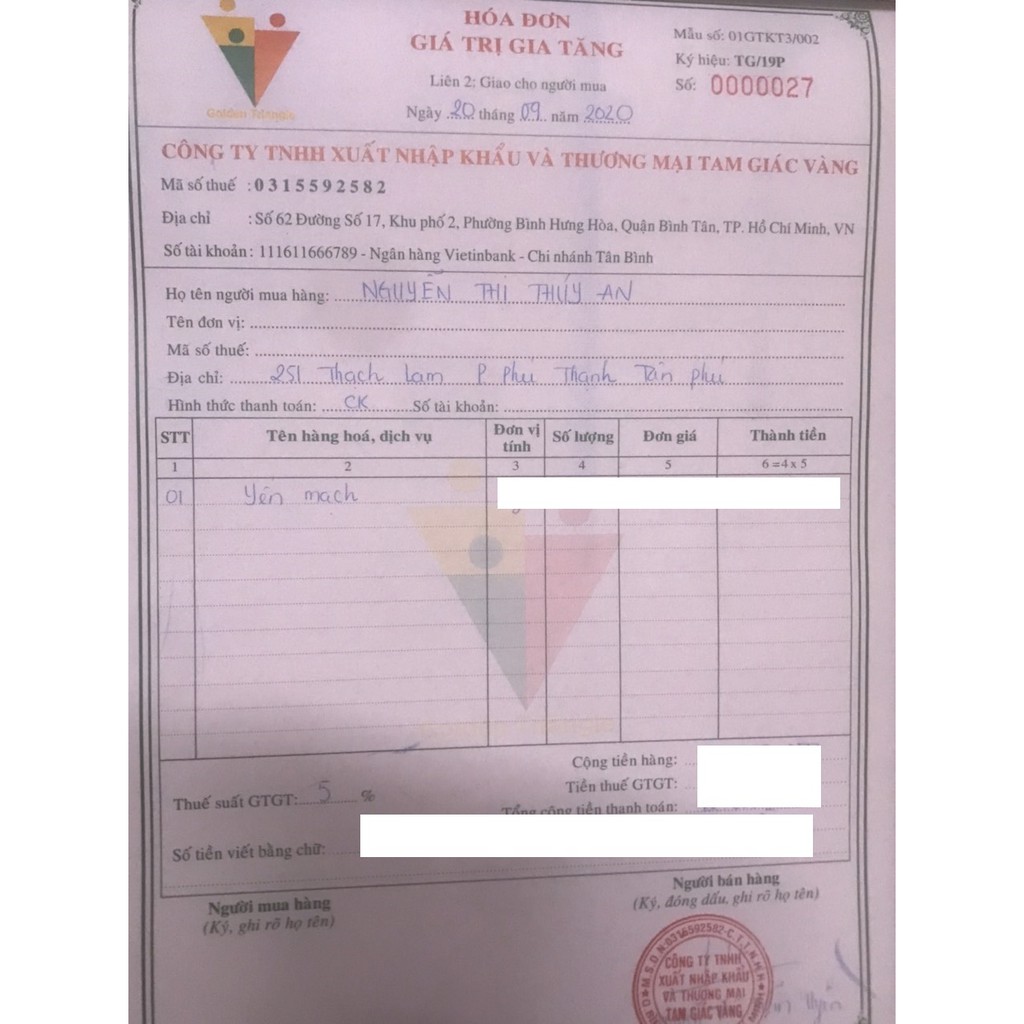 Golden Triangle
HÓA ĐƠN
GIÁ TRỊ GIA TĂNG
Liên 2: Giao cho người mua
Ngày 20 tháng 09 năm 2020
Mẫu số: 01GTKT3/002
Ký hiệu: TG/19P
Số: 0000027
CÔNG TY TNHH XUẤT NHẬP KHẨU VÀ THƯƠNG MẠI TAM GIÁC VÀNG
Mã số thuế : 0315592582
Địa chỉ : Số 62 Đường Số 17, Khu phố 2, Phường Bình Hưng Hòa, Quận Bình Tân, TP. Hồ Chí Minh, VN
Số tài khoản : 111611666789 - Ngân hàng Vietinbank - Chi nhánh Tân Bình
Họ tên người mua hàng: NGUYỄN THỊ THÚY AN
Tên đơn vị:
Mã số thuế:
Địa chỉ: 251 Thạch Lam P. Phú Thạnh Tân phú
Hình thức thanh toán: CK Số tài khoản:
STT Tên hàng hoá, dịch vụ Đơn vị tính Số lượng Đơn giá Thành tiền
1 2 3 4 5 6 = 4 x 5
01 Yến mạch
Cộng tiền hàng:
Thuế suất GTGT: 5 % Tiền thuế GTGT:
Tổng cộng tiền thanh toán:
Số tiền viết bằng chữ:
Người mua hàng
(Ký, ghi rõ họ tên)
Người bán hàng
(Ký, đóng dấu, ghi rõ họ tên)
CÔNG TY TNHH
XUẤT NHẬP KHẨU
VÀ THƯƠNG MẠI
TAM GIÁC VÀNG